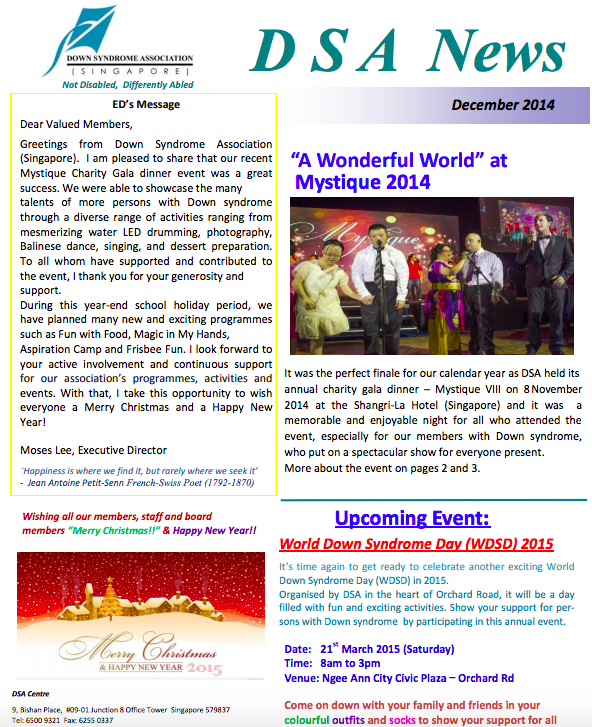 DOWN SYNDROME ASSOCIATION
(SINGAPORE)
Not Disabled, Differently Abled
DSA News
December 2014
ED's Message
Dear Valued Members,
Greetings from Down Syndrome Association
(Singapore). I am pleased to share that our recent
Mystique Charity Gala dinner event was a great
success. We were able to showcase the many
talents of more persons with Down syndrome
through a diverse range of activities ranging from
mesmerizing water LED drumming, photography,
Balinese dance, singing, and dessert preparation.
To all whom have supported and contributed to
the event, I thank you for your generosity and
support.
During this year-end school holiday period, we
have planned many new and exciting programmes
such as Fun with Food, Magic in My Hands,
Aspiration Camp and Frisbee Fun. I look forward to
your active involvement and continuous support
for our association's programmes, activities and
events. With that, I take this opportunity to wish
everyone a Merry Christmas and a Happy New
Year!
Moses Lee, Executive Director
'Happiness is where we find it, but rarely where we seek it'
- Jean Antoine Petit-Senn French-Swiss Poet (1792-1870)
"A Wonderful World" at
Mystique 2014
Mystique
It was the perfect finale for our calendar year as DSA held its
annual charity gala dinner – Mystique VIII on 8 November
2014 at the Shangri-La Hotel (Singapore) and it was a
memorable and enjoyable night for all who attended the
event, especially for our members with Down syndrome,
who put on a spectacular show for everyone present.
More about the event on pages 2 and 3.
Wishing all our members, staff and board
members "Merry Christmas!!" & Happy New Year!!
Merry Christmas
& HAPPY NEW YEAR 2015
DSA Centre
9, Bishan Place, #09-01 Junction 8 Office Tower Singapore 579837
Tel: 6500 9321 Fax: 6255 0337
Upcoming Event:
World Down Syndrome Day (WDSD) 2015
It's time again to get ready to celebrate another exciting World
Down Syndrome Day (WDSD) in 2015.
Organised by DSA in the heart of Orchard Road, it will be a day
filled with fun and exciting activities. Show your support for per-
sons with Down syndrome by participating in this annual event.
Date: 21st March 2015 (Saturday)
Time: 8am to 3pm
Venue: Ngee Ann City Civic Plaza – Orchard Rd
Come on down with your family and friends in your
colourful outfits and socks to show your support for all